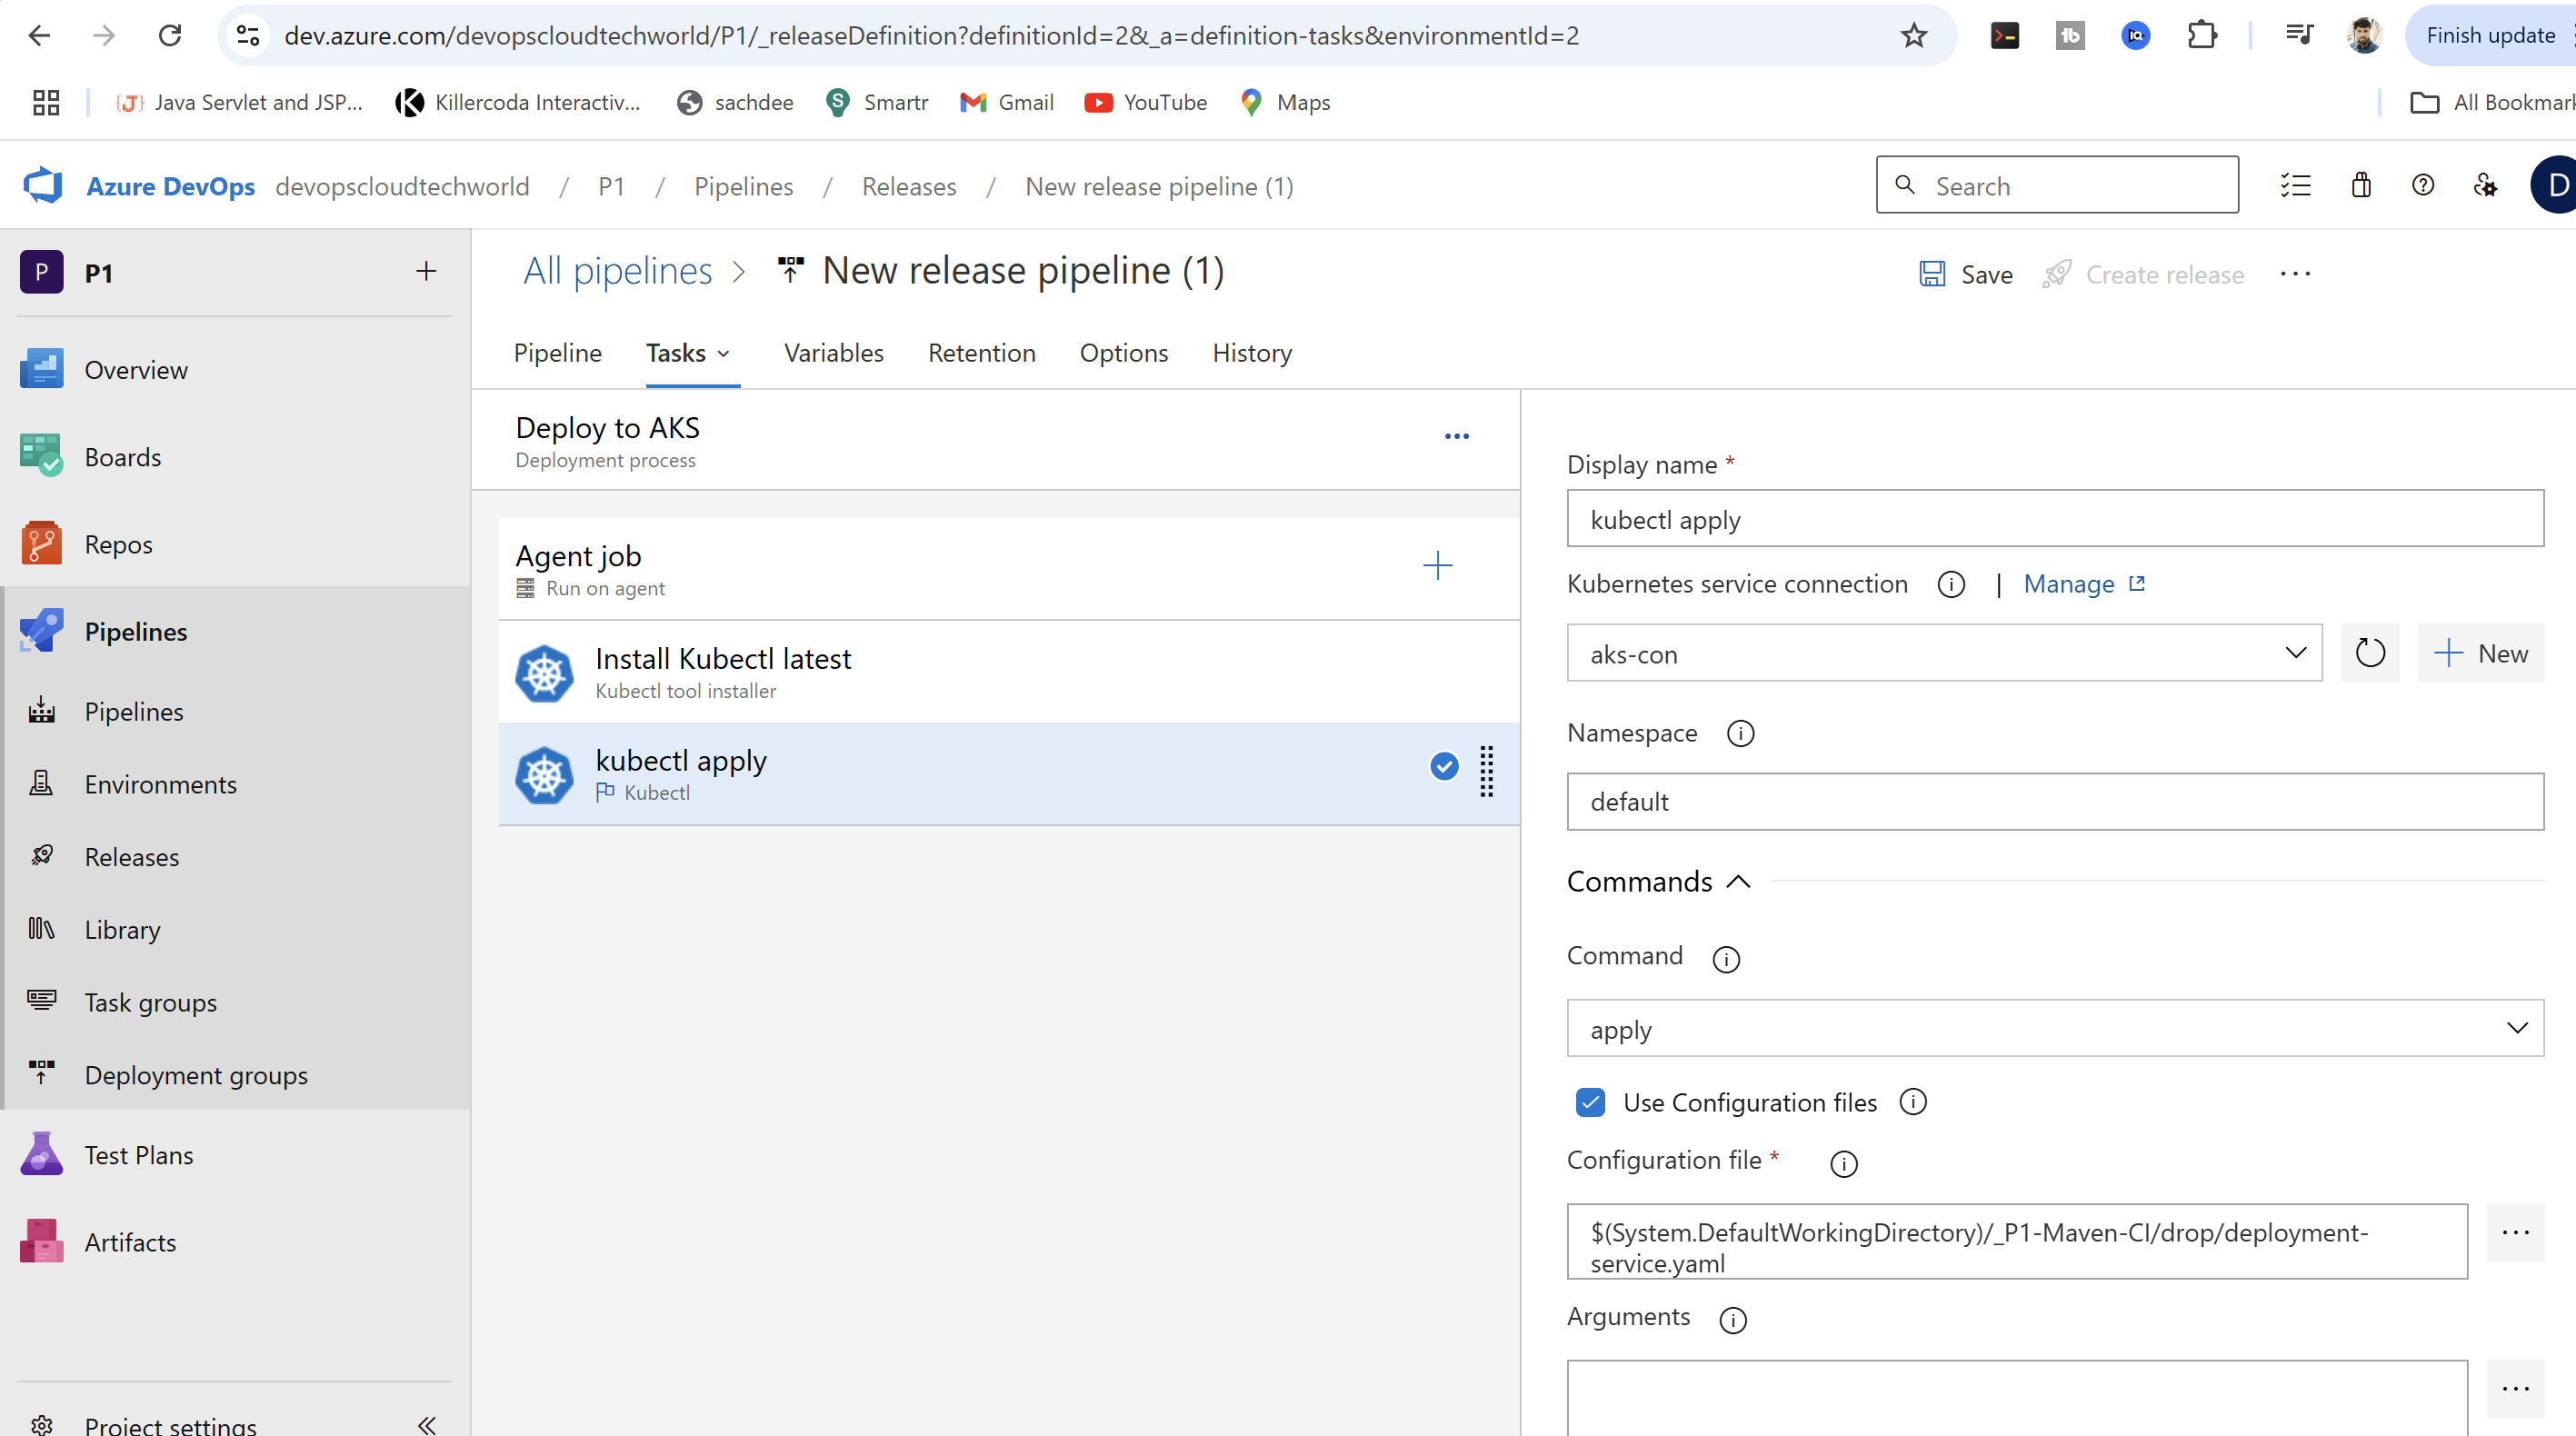 dev.azure.com/devopscloudtechworld/P1/_releaseDefinition?definitionId=2&_a=definition-tasks&environmentId=2
Finish update
Java Servlet and JSP...
Killercoda Interactiv...
sachdee
Smartr
Gmail
YouTube
Maps
All Bookmar
Azure DevOps devopscloudtechworld / P1 / Pipelines / Releases / New release pipeline (1)
Search
D
P P1
Overview
Boards
Repos
Pipelines
Pipelines
Environments
Releases
Library
Task groups
Deployment groups
Test Plans
Artifacts
Project settings
All pipelines > New release pipeline (1)
Save
Create release
Pipeline Tasks Variables Retention Options History
Deploy to AKS
Deployment process
Agent job
Run on agent
Install Kubectl latest
Kubectl tool installer
kubectl apply
Kubectl
Display name *
kubectl apply
Kubernetes service connection | Manage
aks-con
New
Namespace
default
Commands
Command
apply
Use Configuration files
Configuration file *
$(System.DefaultWorkingDirectory)/_P1-Maven-CI/drop/deployment-
service.yaml
Arguments